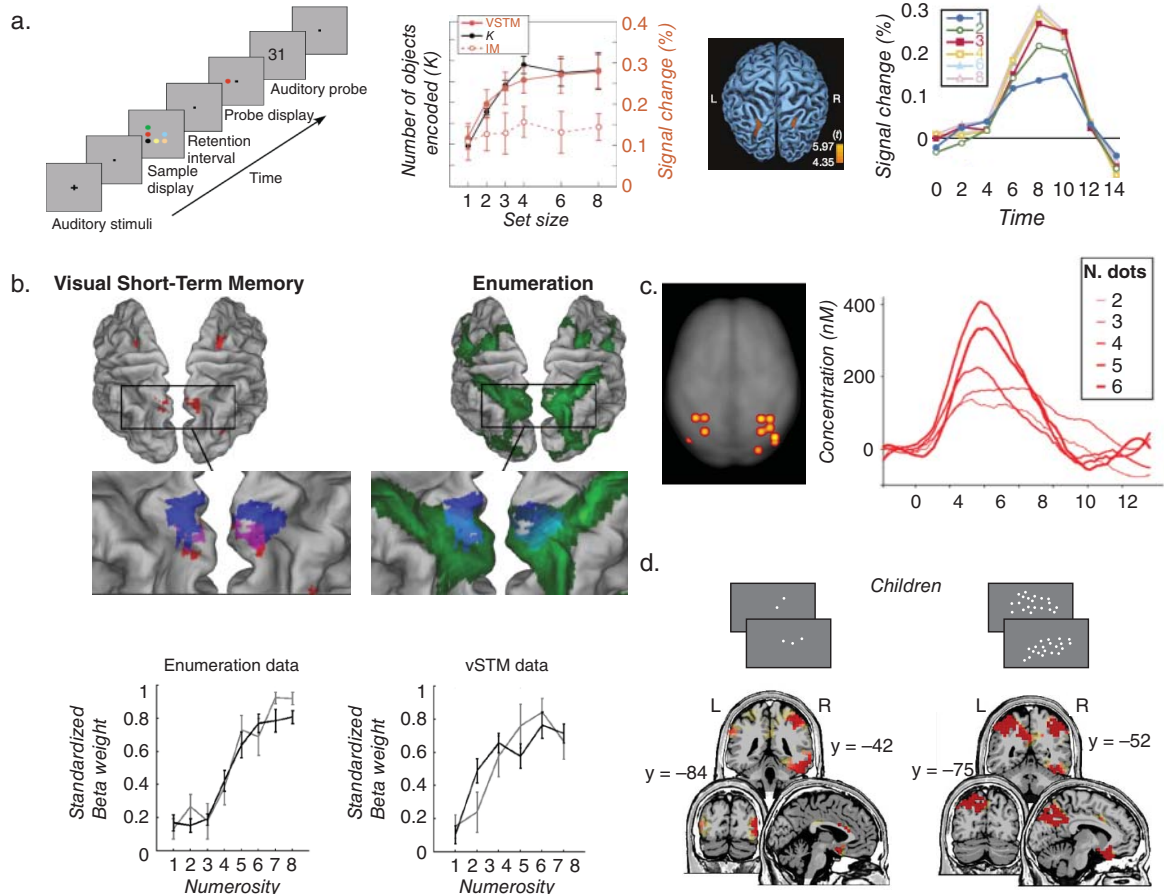 a.
31
Auditory probe
Probe display
Retention
interval
Sample
display
Time
Auditory stimuli
VSTM
K
IM
Number of objects
encoded (K)
0.4
0.3
0.2
0.1
0
Signal change (%)
1 2 3 4 6 8
Set size
L
R
(t)
5.97
4.35
Signal change (%)
0.3
0.2
0.1
0
1
2
3
4
6
8
0 2 4 6 8 10 12 14
Time
b.
Visual Short-Term Memory
Enumeration
c.
Concentration (nM)
400
200
0
0 4 4 6 8 10 12
N. dots
2
3
4
5
6
d.
Children
Enumeration data
Standardized
Beta weight
1
0.8
0.6
0.4
0.2
0
1 2 3 4 5 6 7 8
Numerosity
vSTM data
Standardized
Beta weight
1
0.8
0.6
0.4
0.2
0
1 2 3 4 5 6 7 8
Numerosity
L
R
y = –42
y = –84
L
R
y = –52
y = –75